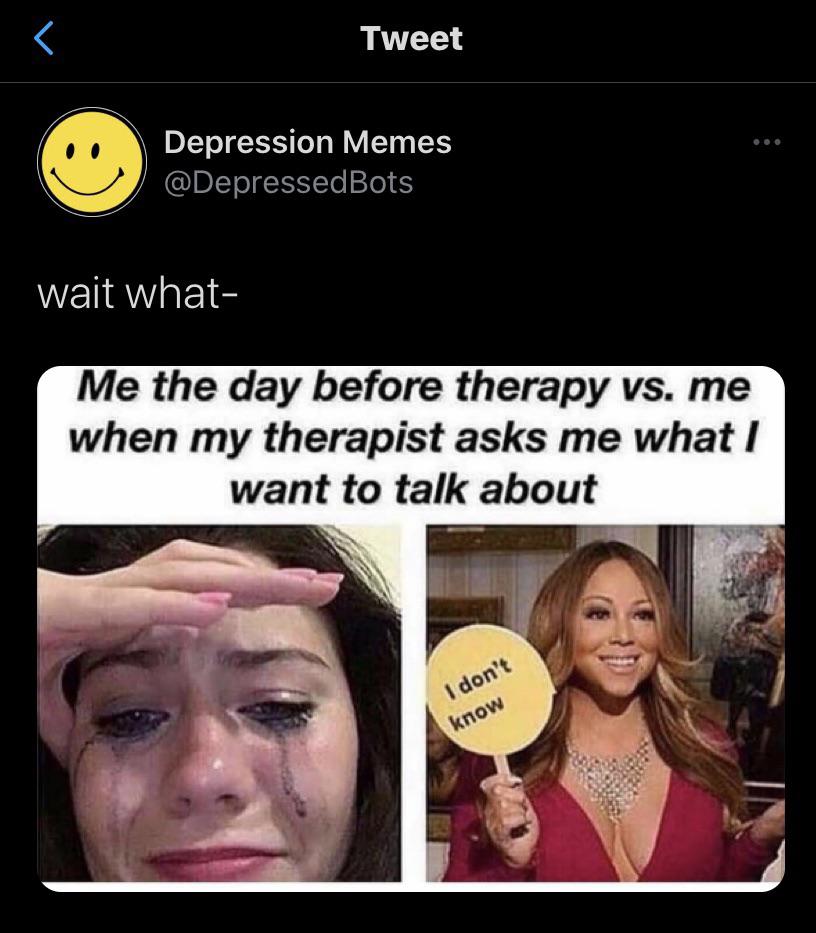 Tweet
Depression Memes
@DepressedBots
wait what-
Me the day before therapy vs. me
when my therapist asks me what I
want to talk about
I don't
know